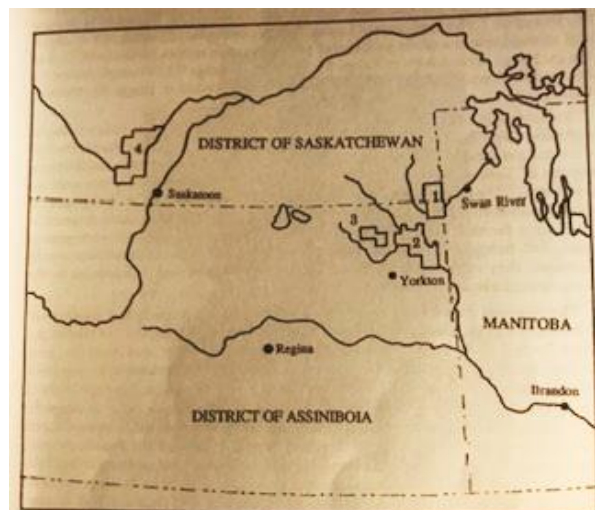 DISTRICT OF SASKATCHEWAN
4
Saskatoon
1
Swan River
3
2
Yorkton
MANITOBA
Regina
Brandon
DISTRICT OF ASSINIBOIA